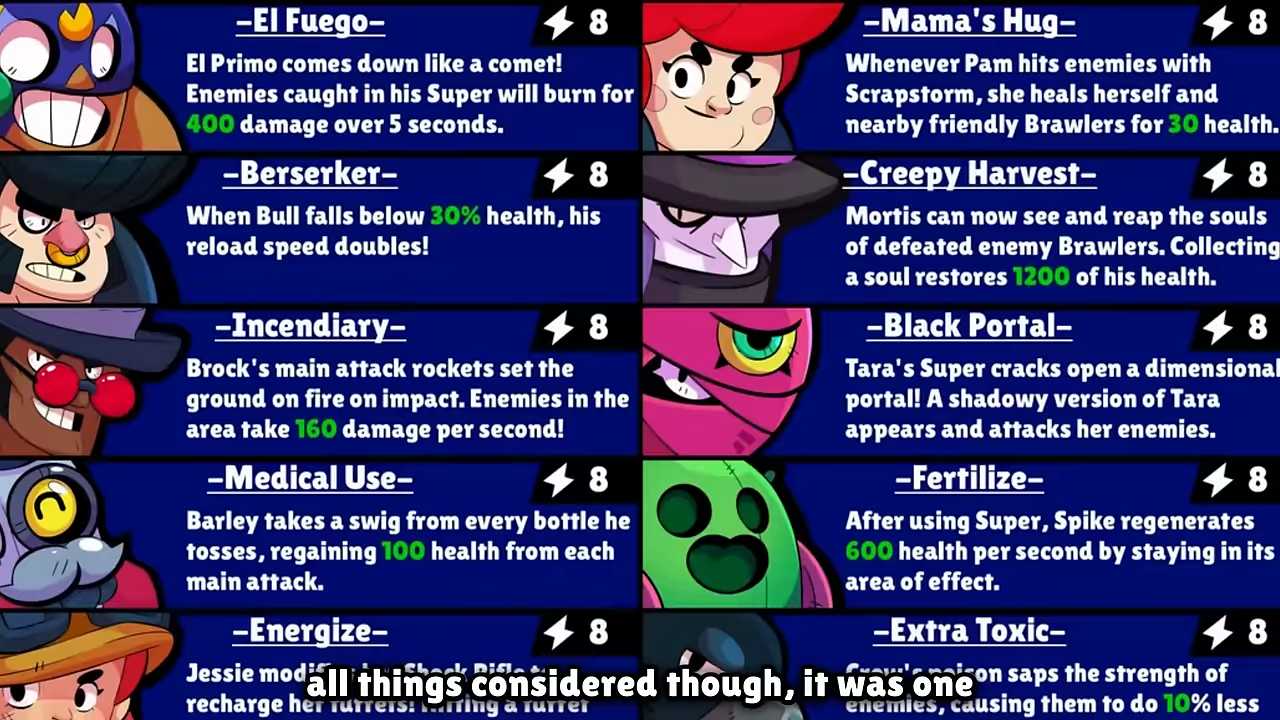 -El Fuego-
8
El Primo comes down like a comet!
Enemies caught in his Super will burn for
400 damage over 5 seconds.
-Berserker-
8
When Bull falls below 30% health, his
reload speed doubles!
-Incendiary-
8
Brock's main attack rockets set the
ground on fire on impact. Enemies in the
area take 160 damage per second!
-Medical Use-
8
Barley takes a swig from every bottle he
tosses, regaining 100 health from each
main attack.
-Energize-
8
Jessie
recharge her turrets! Hitting a turret
-Mama's Hug-
8
Whenever Pam hits enemies with
Scrapstorm, she heals herself and
nearby friendly Brawlers for 30 health.
-Creepy Harvest-
8
Mortis can now see and reap the souls
of defeated enemy Brawlers. Collecting
a soul restores 1200 of his health.
-Black Portal-
8
Tara's Super cracks open a dimensional
portal! A shadowy version of Tara
appears and attacks her enemies.
-Fertilize-
8
After using Super, Spike regenerates
600 health per second by staying in its
area of effect.
-Extra Toxic-
8
Crow's poison saps the strength of
enemies, causing them to do 10% less
all things considered though, it was one